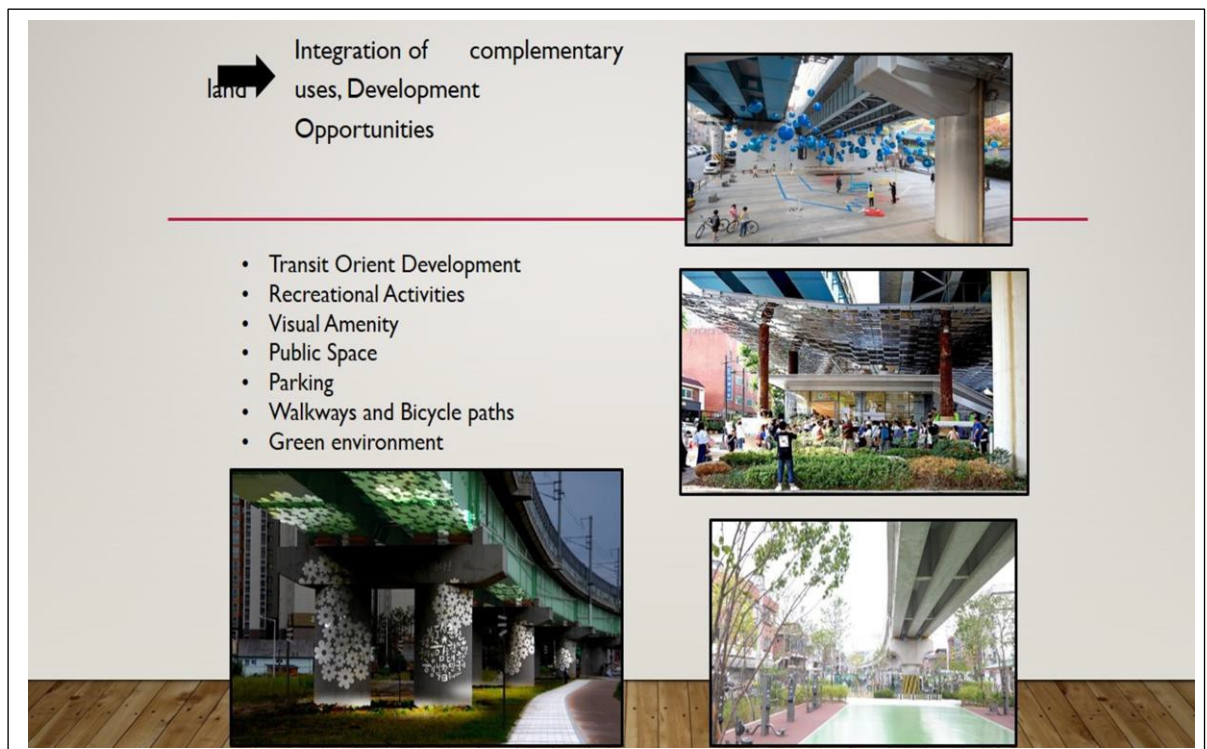 Integration of complementary
land uses, Development
Opportunities
• Transit Orient Development
• Recreational Activities
• Visual Amenity
• Public Space
• Parking
• Walkways and Bicycle paths
• Green environment